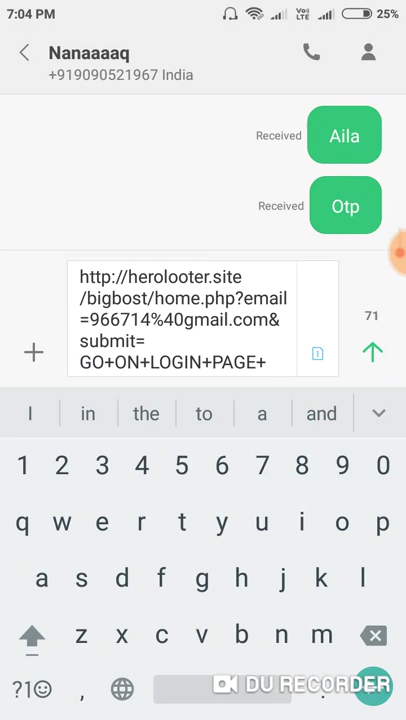 7:04 PM
Vo)
LTE
25%
Nanaaaaq
+919090521967 India
Received
Aila
Received
Otp
http://herolooter.site
/bigbost/home.php?email
=966714%40gmail.com&
submit=
GO+ON+LOGIN+PAGE+
71
1
I in the to a and
1 2 3 4 5 6 7 8 9 0
q w e r t y u i o p
a s d f g h j k l
z x c v b n m
?1☺ , .
DU RECORDER